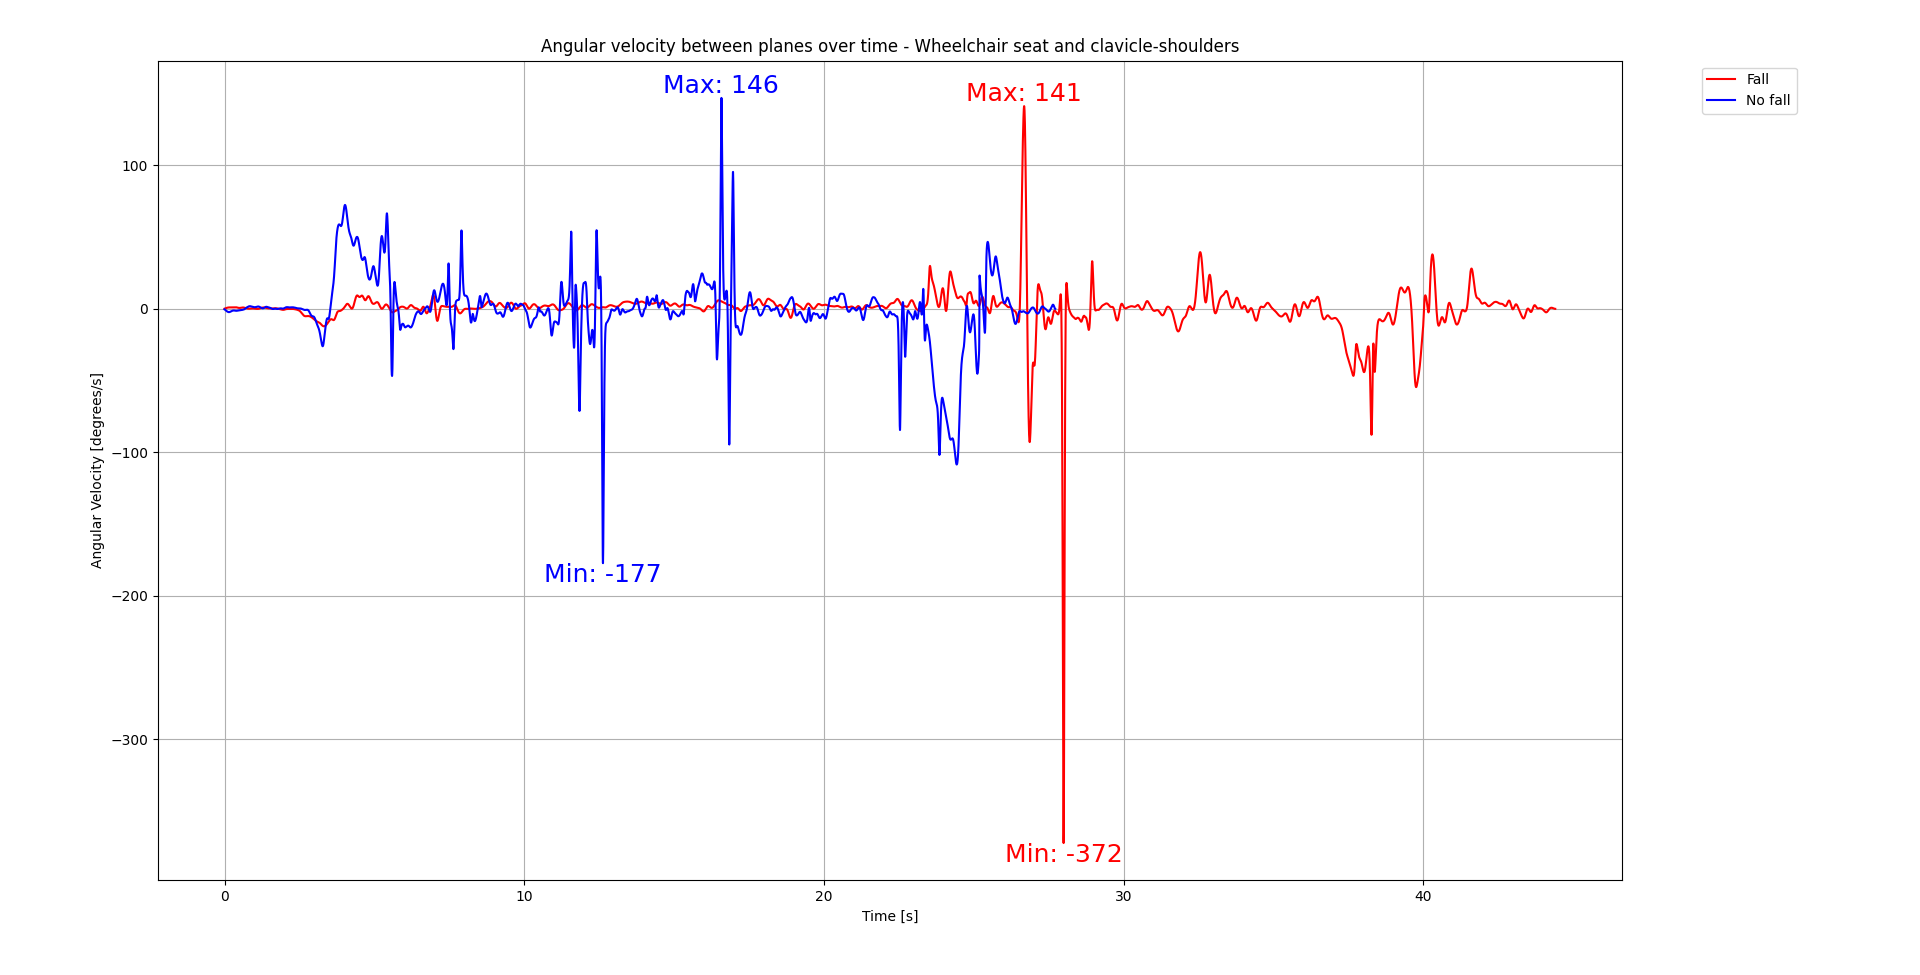 Angular velocity between planes over time - Wheelchair seat and clavicle-shoulders
Max: 146
Max: 141
Fall
No fall
100
0
−100
−200
−300
Angular Velocity [degrees/s]
Min: -177
Min: -372
0
10
20
30
40
Time [s]